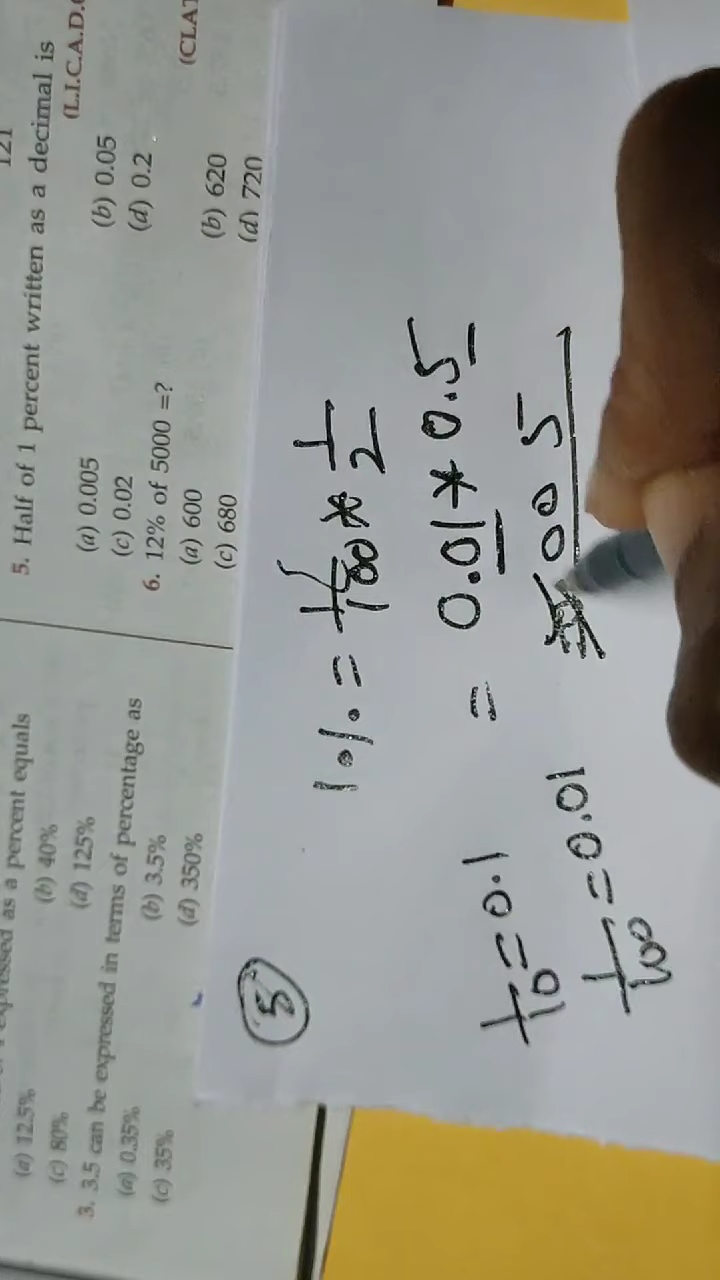 121
5. Half of 1 percent written as a decimal is
(L.I.C.A.D.
(a) 0.005 (b) 0.05
(c) 0.02 (d) 0.2
6. 12% of 5000 =?
(CLAT
(a) 600 (b) 620
(c) 680 (d) 720
as a percent equals
(a) 12.5% (b) 40%
(c) 80% (d) 125%
3. 3.5 can be expressed in terms of percentage as
(a) 0.35% (b) 3.5%
(c) 35% (d) 350%
5
1% = 1/100 * 1/2
= 0.01 * 0.5
005
1/10 = 0.1
1/100 = 0.01